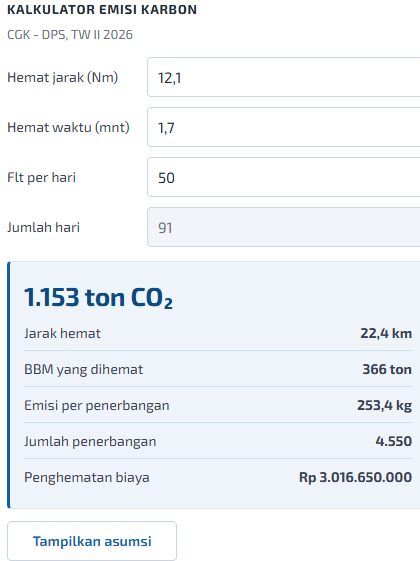 KALKULATOR EMISI KARBON
CGK - DPS, TW II 2026
Hemat jarak (Nm) 12,1
Hemat waktu (mnt) 1,7
Flt per hari 50
Jumlah hari 91
1.153 ton CO₂
Jarak hemat 22,4 km
BBM yang dihemat 366 ton
Emisi per penerbangan 253,4 kg
Jumlah penerbangan 4.550
Penghematan biaya Rp 3.016.650.000
Tampilkan asumsi